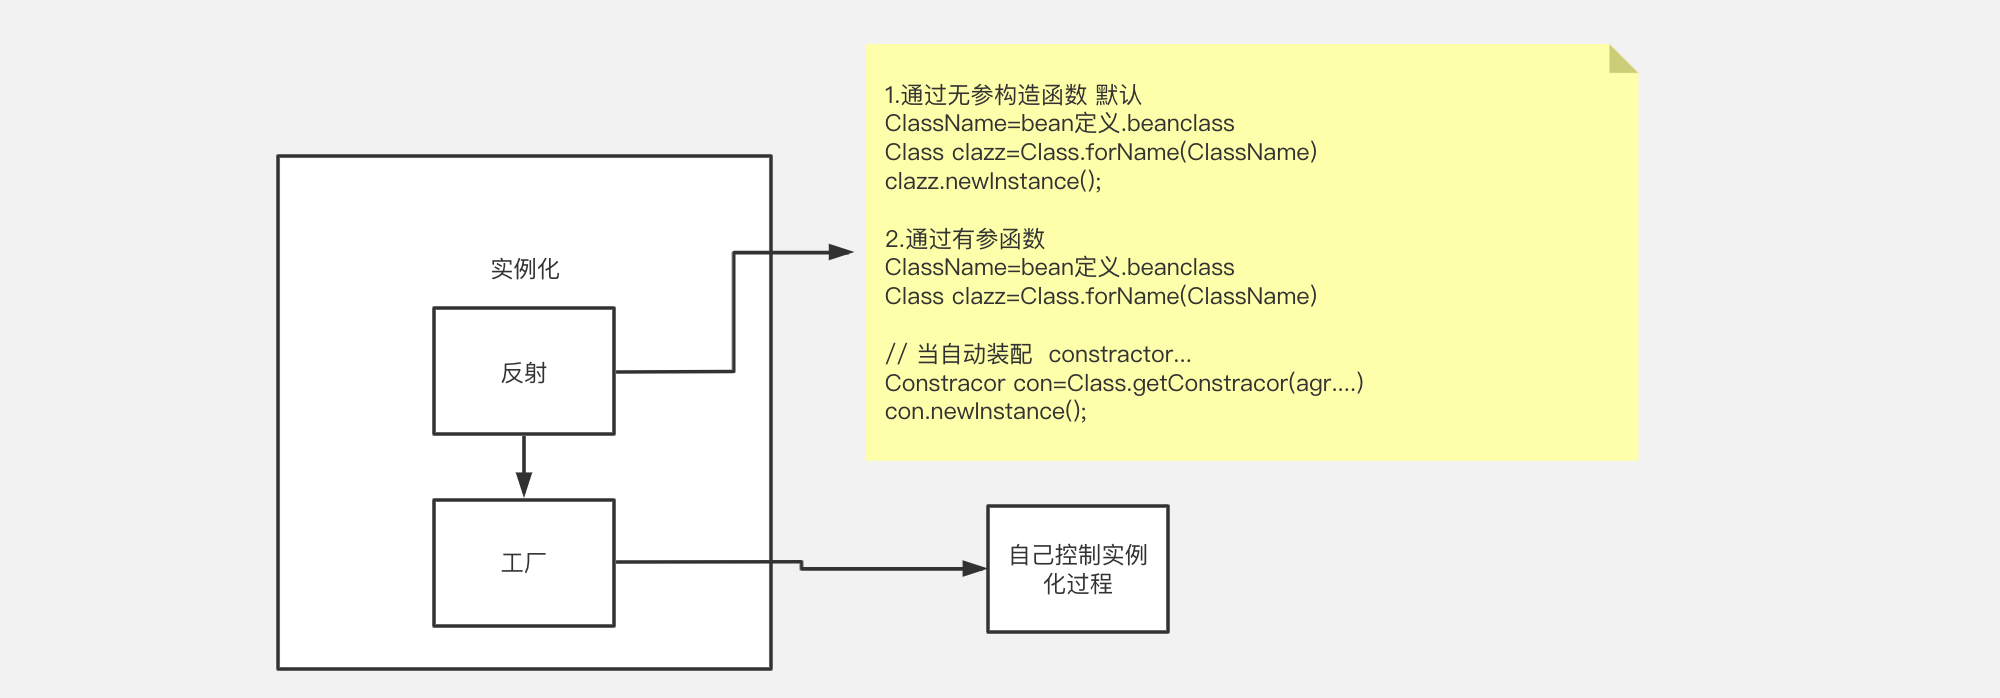 实例化
反射
工厂
1.通过无参构造函数 默认
ClassName=bean定义.beanclass
Class clazz=Class.forName(ClassName)
clazz.newInstance();
2.通过有参函数
ClassName=bean定义.beanclass
Class clazz=Class.forName(ClassName)
// 当自动装配 constractor...
Constracor con=Class.getConstracor(agr....)
con.newInstance();
自己控制实例
化过程